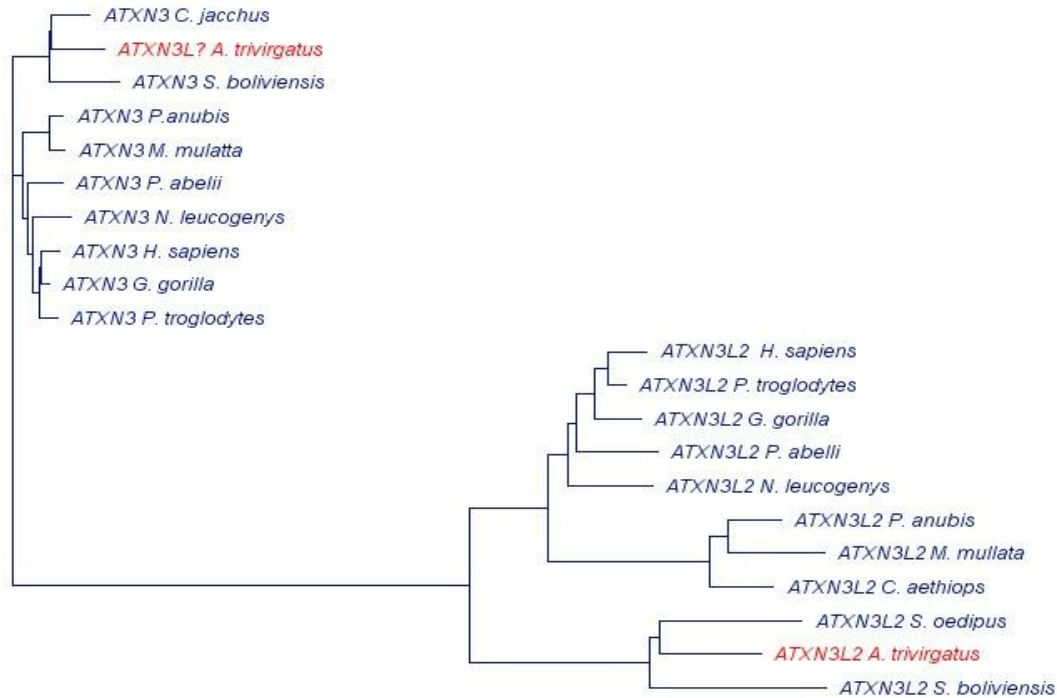 ATXN3 C. jacchus
ATXN3L? A. trivirgatus
ATXN3 S. boliviensis
ATXN3 P.anubis
ATXN3 M. mulatta
ATXN3 P. abelii
ATXN3 N. leucogenys
ATXN3 H. sapiens
ATXN3 G. gorilla
ATXN3 P. troglodytes
ATXN3L2 H. sapiens
ATXN3L2 P. troglodytes
ATXN3L2 G. gorilla
ATXN3L2 P. abelli
ATXN3L2 N. leucogenys
ATXN3L2 P. anubis
ATXN3L2 M. mullata
ATXN3L2 C. aethiops
ATXN3L2 S. oedipus
ATXN3L2 A. trivirgatus
ATXN3L2 S. boliviensis